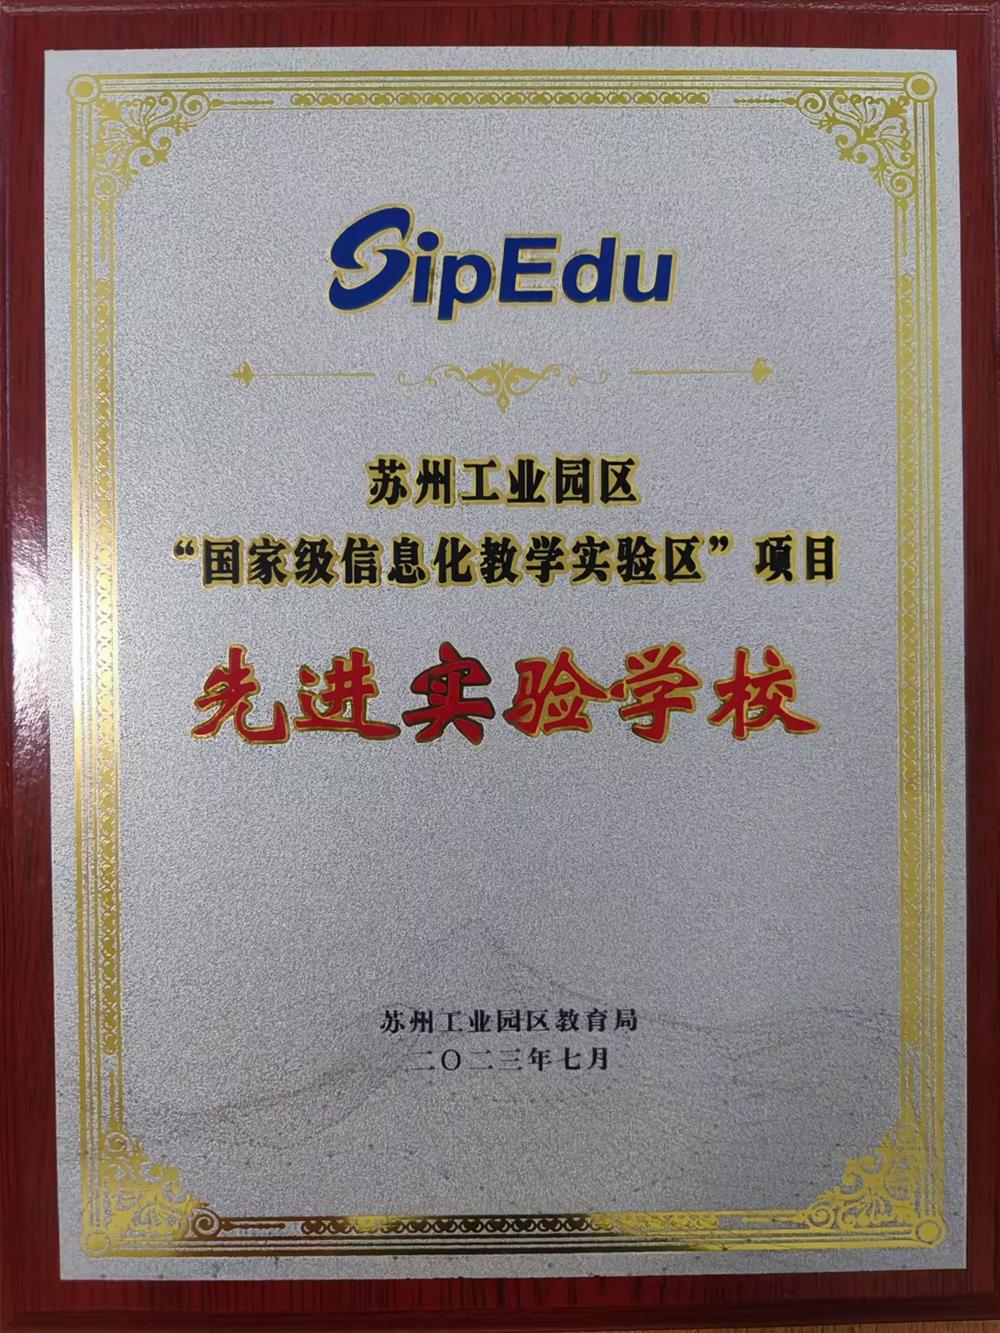 SipEdu
苏州工业园区
“国家级信息化教学实验区”项目
先进实验学校
苏州工业园区教育局
二〇二三年七月